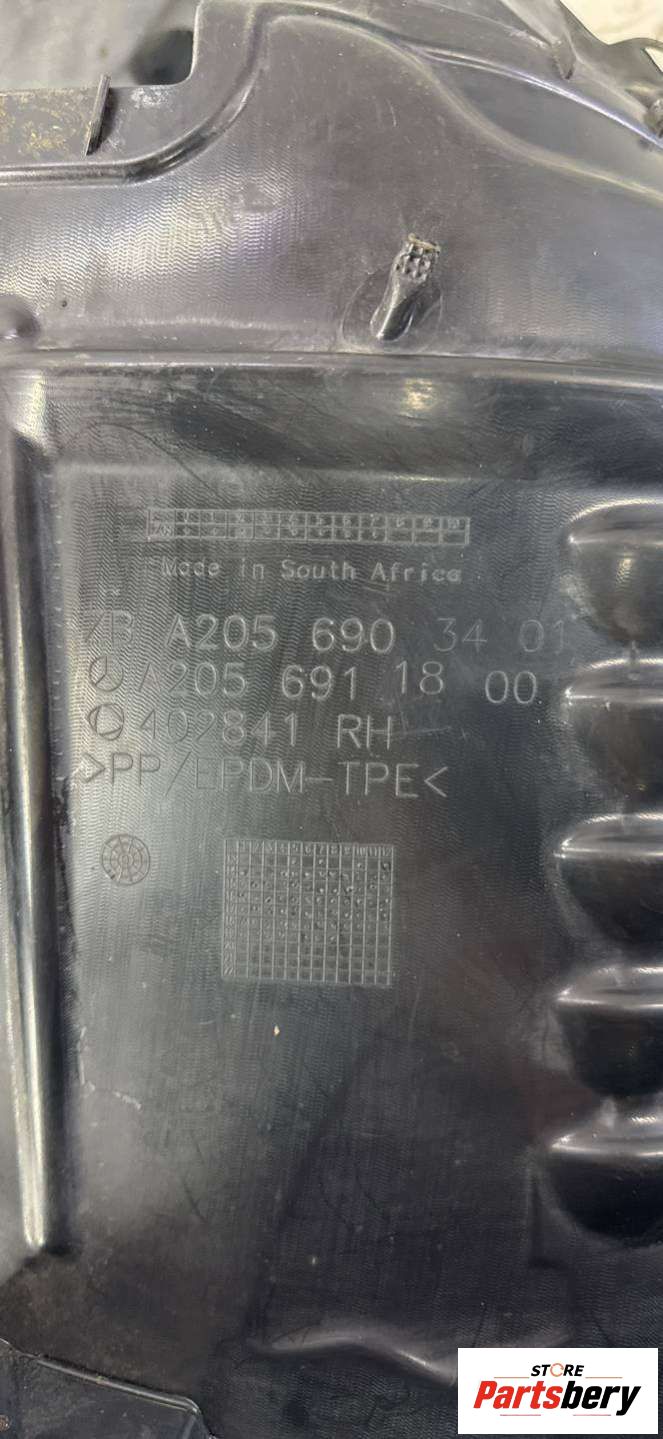 Made in South Africa
ZB A205 690 34 01
A205 691 18 00
402841 RH
>PP/EPDM-TPE<
STORE
Partsbery